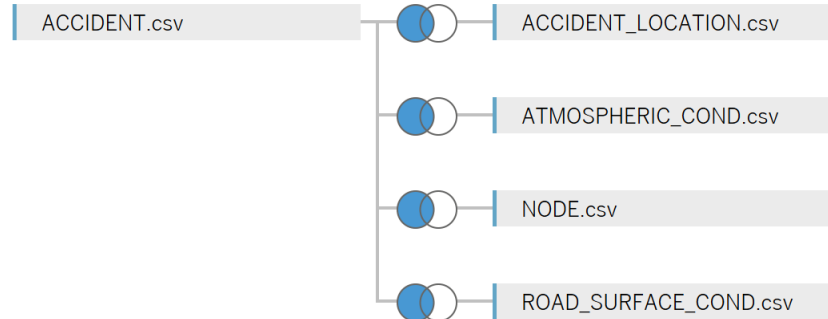 ACCIDENT.csv
ACCIDENT_LOCATION.csv
ATMOSPHERIC_COND.csv
NODE.csv
ROAD_SURFACE_COND.csv